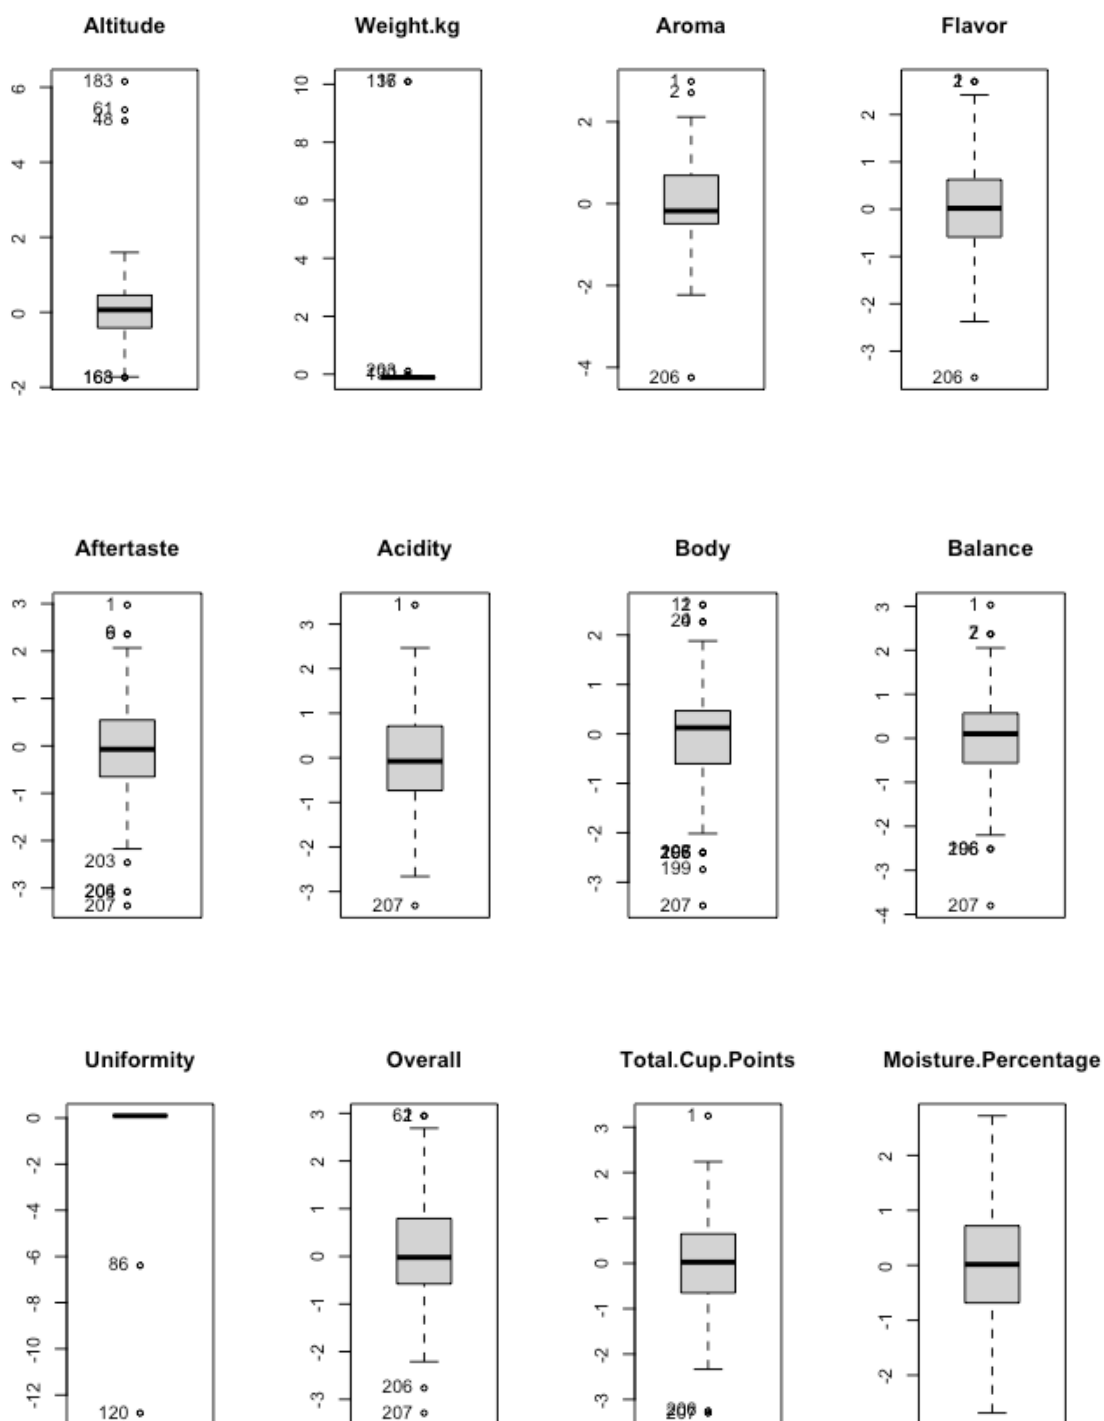 Altitude Weight.kg Aroma Flavor
6 4 2 0 -2
183
61
48
10 8 6 4 2 0
2 0 -2 -4
1
2
206
2 1 0 -1 -2 -3
206
Aftertaste Acidity Body Balance
3 2 1 0 -1 -2 -3
1
203
207
3 2 1 0 -1 -2 -3
1
207
2 1 0 -1 -2 -3
199
207
3 2 1 0 -1 -2 -3 -4
1
207
Uniformity Overall Total.Cup.Points Moisture.Percentage
0 -2 -4 -6 -8 -10 -12
86
120
3 2 1 0 -1 -2 -3
206
207
3 2 1 0 -1 -2 -3
1
2 1 0 -1 -2